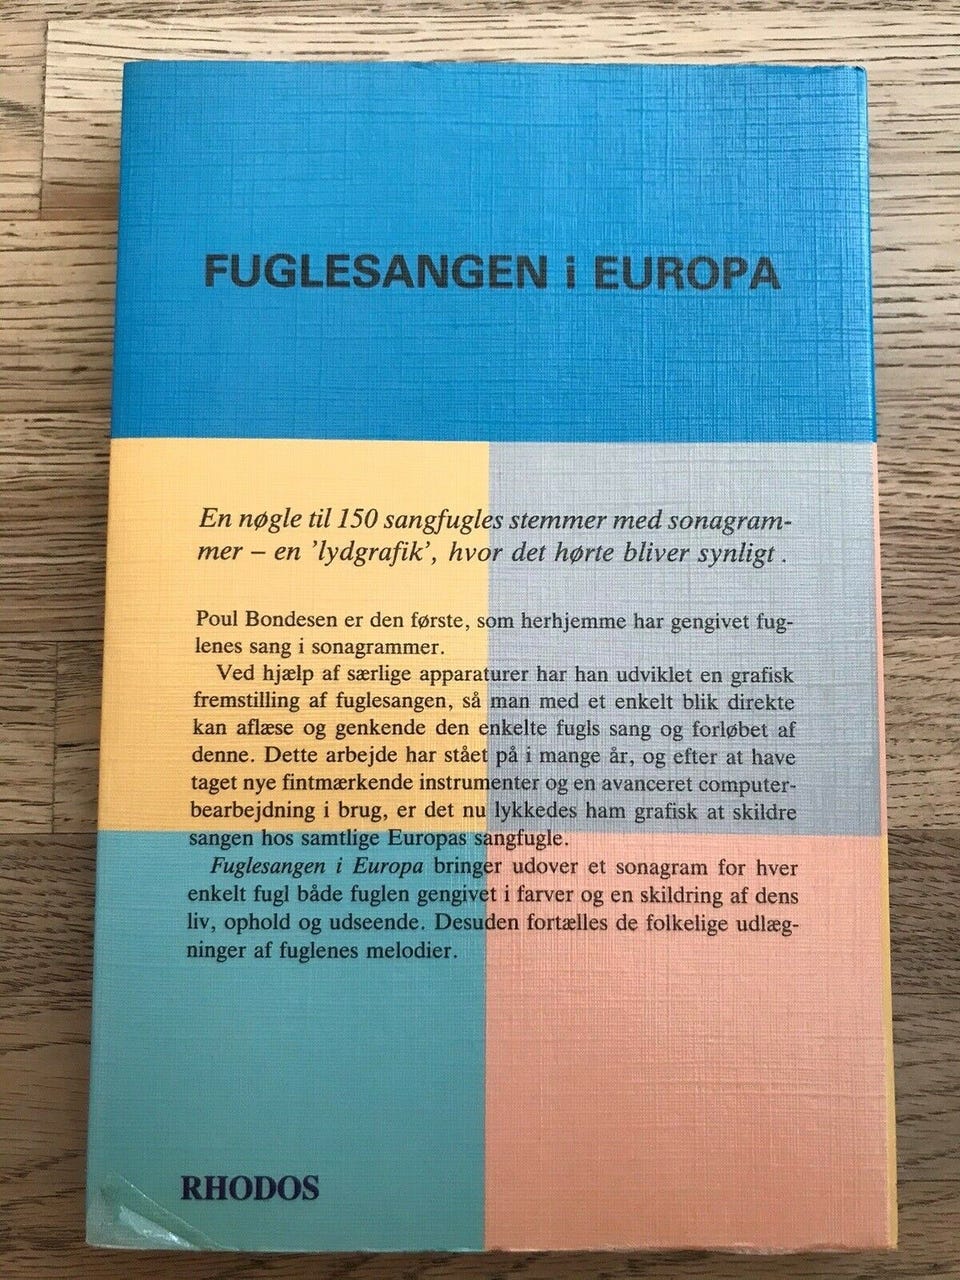 FUGLESANGEN i EUROPA
En nøgle til 150 sangfugles stemmer med sonagram-
mer – en 'lydgrafik', hvor det hørte bliver synligt .
Poul Bondesen er den første, som herhjemme har gengivet fug-
lenes sang i sonagrammer.
Ved hjælp af særlige apparaturer har han udviklet en grafisk
fremstilling af fuglesangen, så man med et enkelt blik direkte
kan aflæse og genkende den enkelte fugls sang og forløbet af
denne. Dette arbejde har stået på i mange år, og efter at have
taget nye fintmærkende instrumenter og en avanceret computer-
bearbejdning i brug, er det nu lykkedes ham grafisk at skildre
sangen hos samtlige Europas sangfugle.
Fuglesangen i Europa bringer udover et sonagram for hver
enkelt fugl både fuglen gengivet i farver og en skildring af dens
liv, ophold og udseende. Desuden fortælles de folkelige udlæg-
ninger af fuglenes melodier.
RHODOS